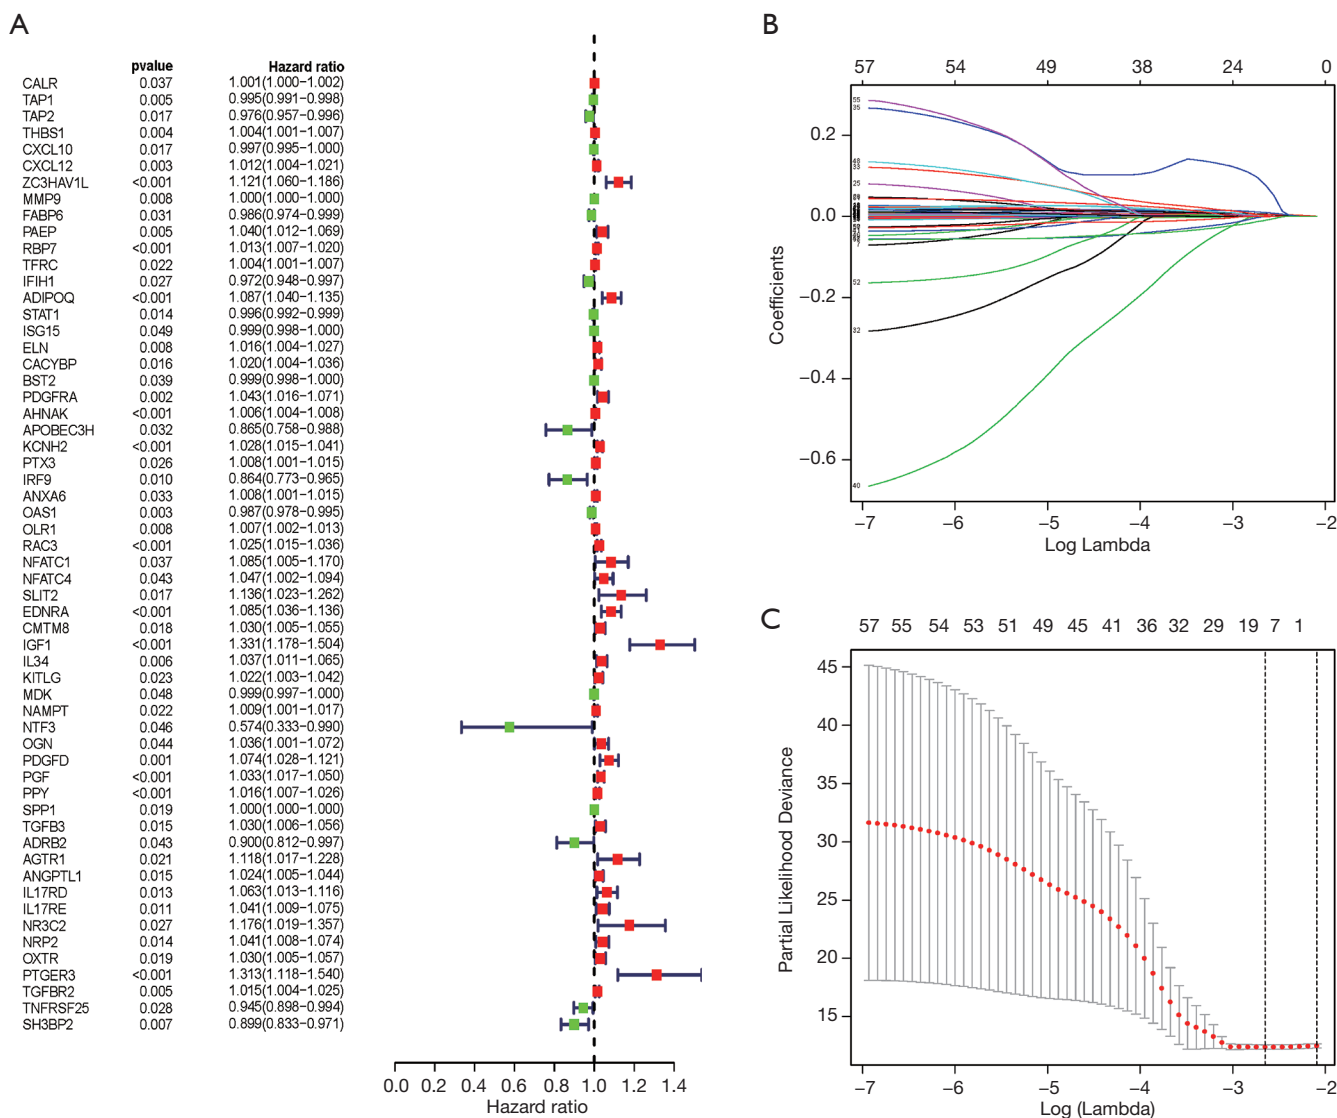 A
pvalue Hazard ratio
CALR 0.037 1.001(1.000−1.002)
TAP1 0.005 0.995(0.991−0.998)
TAP2 0.017 0.976(0.957−0.996)
THBS1 0.004 1.004(1.001−1.007)
CXCL10 0.017 0.997(0.995−1.000)
CXCL12 0.003 1.012(1.004−1.021)
ZC3HAV1L <0.001 1.121(1.060−1.186)
MMP9 0.008 1.000(1.000−1.000)
FABP6 0.031 0.986(0.974−0.999)
PAEP 0.005 1.040(1.012−1.069)
RBP7 <0.001 1.013(1.007−1.020)
TFRC 0.022 1.004(1.001−1.007)
IFIH1 0.027 0.972(0.948−0.997)
ADIPOQ <0.001 1.087(1.040−1.135)
STAT1 0.014 0.996(0.992−0.999)
ISG15 0.049 0.999(0.998−1.000)
ELN 0.008 1.016(1.004−1.027)
CACYBP 0.016 1.020(1.004−1.036)
BST2 0.039 0.999(0.998−1.000)
PDGFRA 0.002 1.043(1.016−1.071)
AHNAK <0.001 1.006(1.004−1.008)
APOBEC3H 0.032 0.865(0.758−0.988)
KCNH2 <0.001 1.028(1.015−1.041)
PTX3 0.026 1.008(1.001−1.015)
IRF9 0.010 0.864(0.773−0.965)
ANXA6 0.033 1.008(1.001−1.015)
OAS1 0.003 0.987(0.978−0.995)
OLR1 0.008 1.007(1.002−1.013)
RAC3 <0.001 1.025(1.015−1.036)
NFATC1 0.037 1.085(1.005−1.170)
NFATC4 0.043 1.047(1.002−1.094)
SLIT2 0.017 1.136(1.023−1.262)
EDNRA <0.001 1.085(1.036−1.136)
CMTM8 0.018 1.030(1.005−1.055)
IGF1 <0.001 1.331(1.178−1.504)
IL34 0.006 1.037(1.011−1.065)
KITLG 0.023 1.022(1.003−1.042)
MDK 0.048 0.999(0.997−1.000)
NAMPT 0.022 1.009(1.001−1.017)
NTF3 0.046 0.574(0.333−0.990)
OGN 0.044 1.036(1.001−1.072)
PDGFD 0.001 1.074(1.028−1.121)
PGF <0.001 1.033(1.017−1.050)
PPY <0.001 1.016(1.007−1.026)
SPP1 0.019 1.000(1.000−1.000)
TGFB3 0.015 1.030(1.006−1.056)
ADRB2 0.043 0.900(0.812−0.997)
AGTR1 0.021 1.118(1.017−1.228)
ANGPTL1 0.015 1.024(1.005−1.044)
IL17RD 0.013 1.063(1.013−1.116)
IL17RE 0.011 1.041(1.009−1.075)
NR3C2 0.027 1.176(1.019−1.357)
NRP2 0.014 1.041(1.008−1.074)
OXTR 0.019 1.030(1.005−1.057)
PTGER3 <0.001 1.313(1.118−1.540)
TGFBR2 0.005 1.015(1.004−1.025)
TNFRSF25 0.028 0.945(0.898−0.994)
SH3BP2 0.007 0.899(0.833−0.971)
0.0 0.2 0.4 0.6 0.8 1.0 1.2 1.4
Hazard ratio
B
57 54 49 38 24 0
0.2
0.0
−0.2
−0.4
−0.6
Coefficients
55
35
33
25
52
32
40
−7 −6 −5 −4 −3 −2
Log Lambda
C
57 55 54 53 51 49 45 41 36 32 29 19 7 1
45
40
35
30
25
20
15
Partial Likelihood Deviance
−7 −6 −5 −4 −3 −2
Log (Lambda)